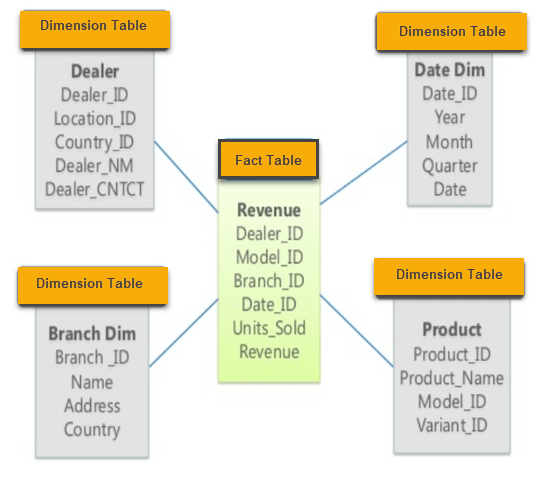 Dimension Table
Dealer
Dealer_ID
Location_ID
Country_ID
Dealer_NM
Dealer_CNTCT
Dimension Table
Date Dim
Date_ID
Year
Month
Quarter
Date
Fact Table
Revenue
Dealer_ID
Model_ID
Branch_ID
Date_ID
Units_Sold
Revenue
Dimension Table
Branch Dim
Branch _ID
Name
Address
Country
Dimension Table
Product
Product_ID
Product_Name
Model_ID
Variant_ID